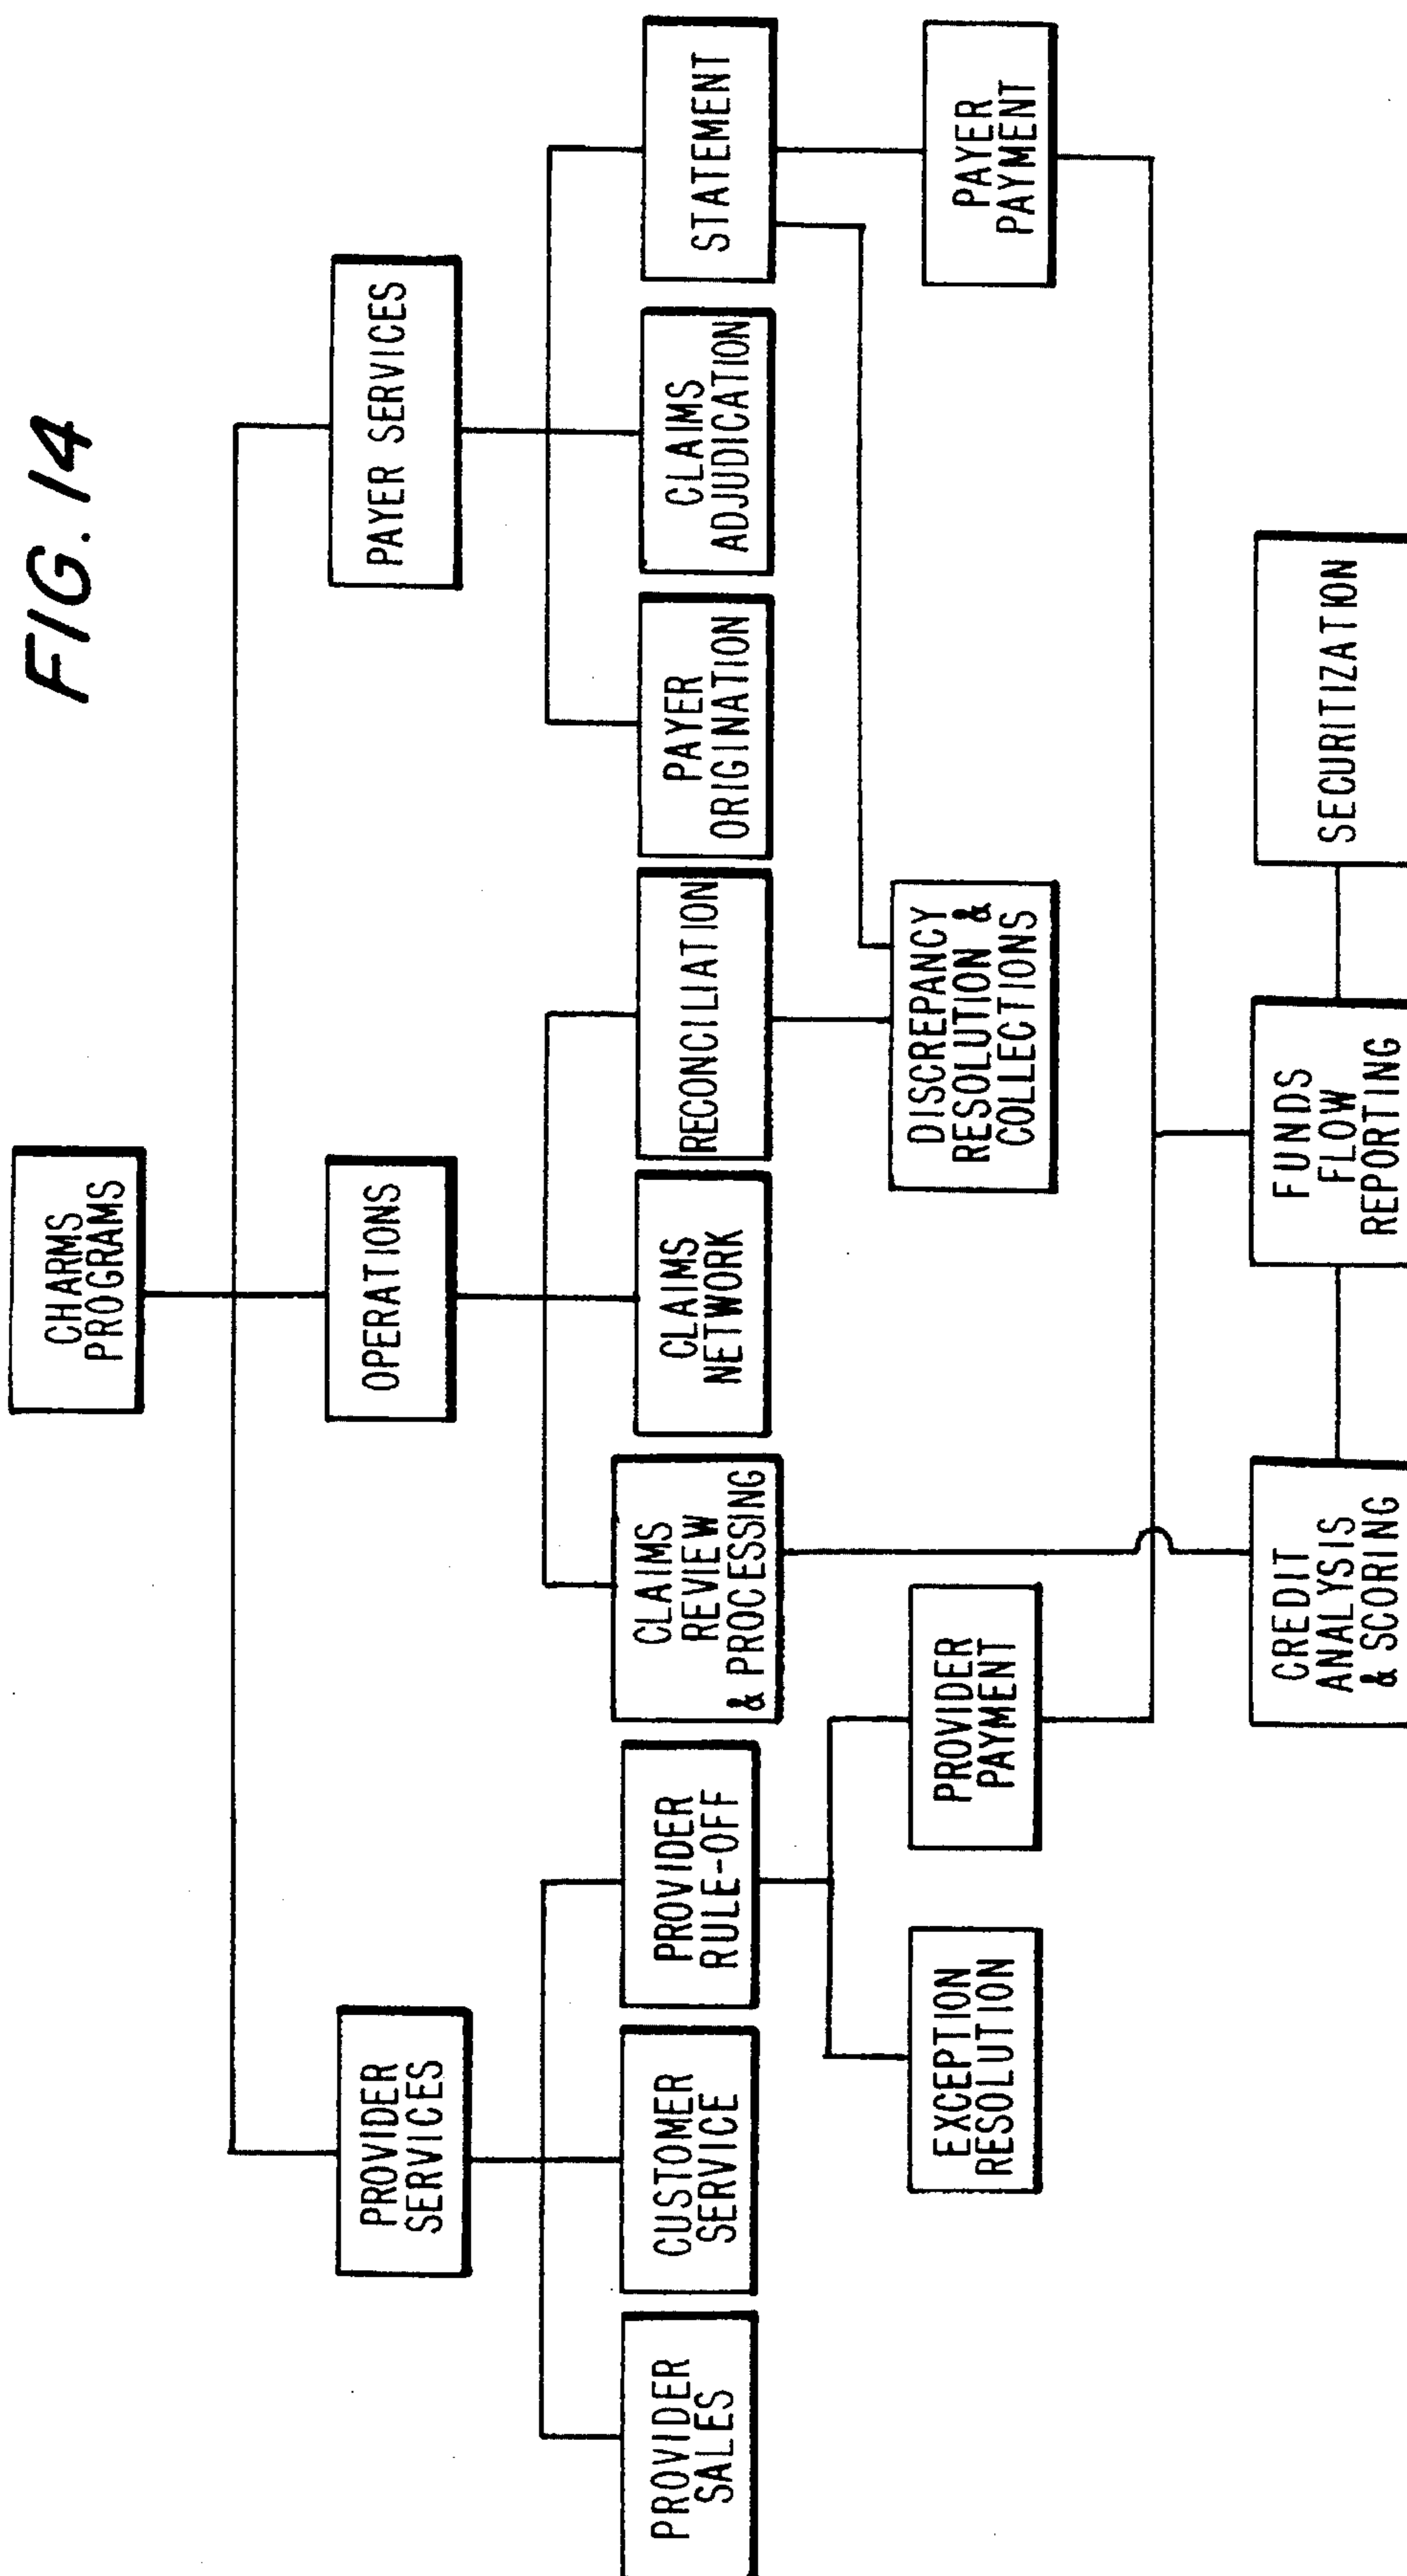 FIG. 14
CHARMS
PROGRAMS
PROVIDER
SERVICES
OPERATIONS
PAYER SERVICES
PROVIDER
SALES
CUSTOMER
SERVICE
PROVIDER
RULE-OFF
CLAIMS
REVIEW
& PROCESSING
CLAIMS
NETWORK
RECONCILIATION
PAYER
ORIGINATION
CLAIMS
ADJUDICATION
STATEMENT
EXCEPTION
RESOLUTION
PROVIDER
PAYMENT
DISCREPANCY
RESOLUTION &
COLLECTIONS
PAYER
PAYMENT
CREDIT
ANALYSIS
& SCORING
FUNDS
FLOW
REPORTING
SECURITIZATION